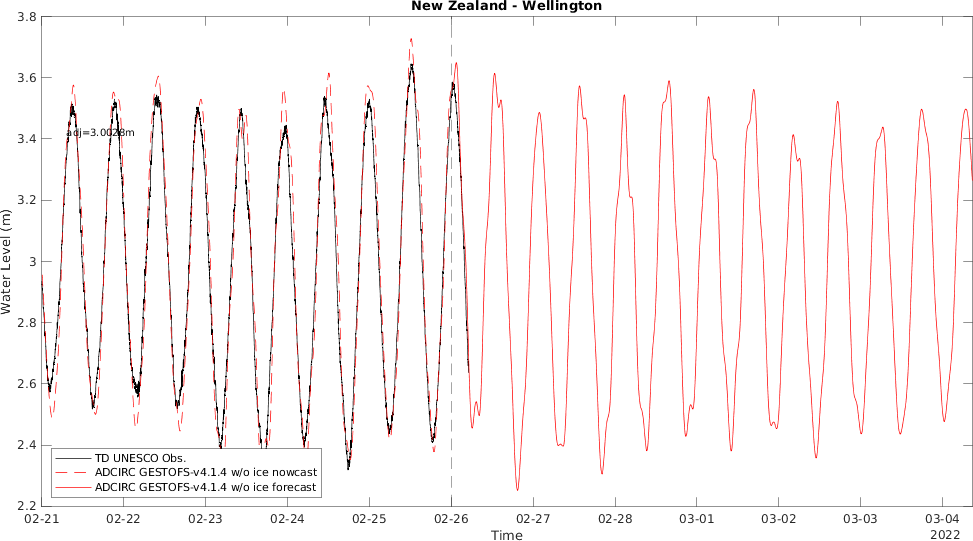 New Zealand - Wellington
3.8
3.6
3.4
3.2
3
2.8
2.6
2.4
2.2
Water Level (m)
adj=3.0028m
TD UNESCO Obs.
ADCIRC GESTOFS-v4.1.4 w/o ice nowcast
ADCIRC GESTOFS-v4.1.4 w/o ice forecast
02-21 02-22 02-23 02-24 02-25 02-26 02-27 02-28 03-01 03-02 03-03 03-04
Time
2022